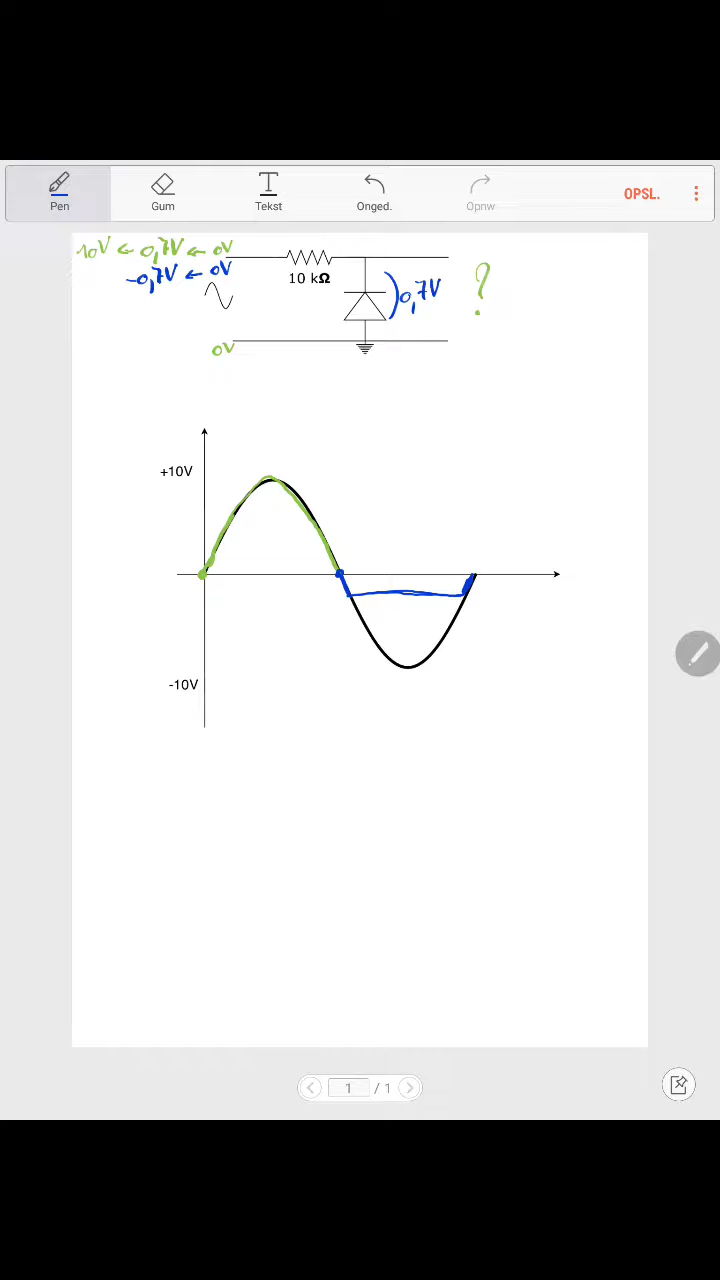 Pen Gum Tekst Onged. Opnw OPSL.
10V ← 0,7V ← 0V
-0,7V ← 0V
10 kΩ
0,7V
?
0V
+10V
-10V
1 / 1